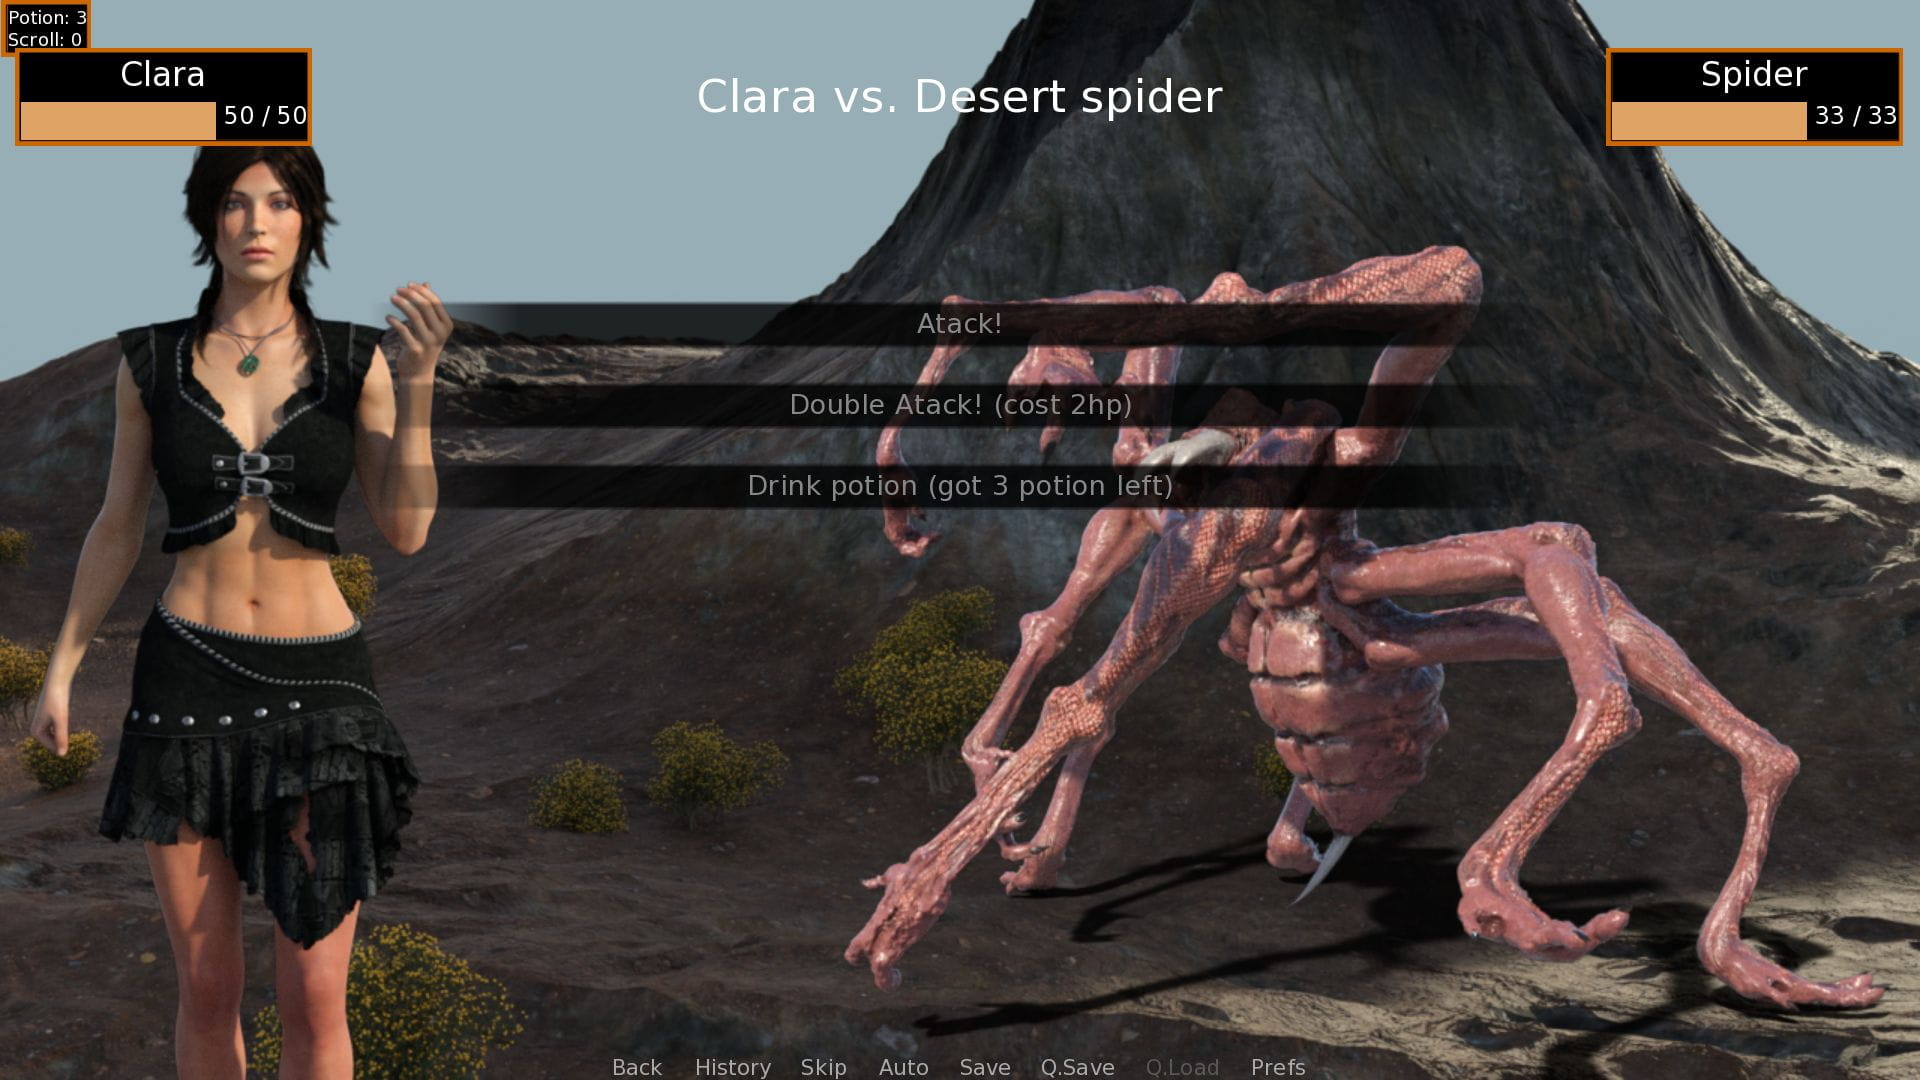 Potion: 3
Scroll: 0
Clara
50 / 50
Clara vs. Desert spider
Spider
33 / 33
Atack!
Double Atack! (cost 2hp)
Drink potion (got 3 potion left)
Back History Skip Auto Save Q.Save Q.Load Prefs